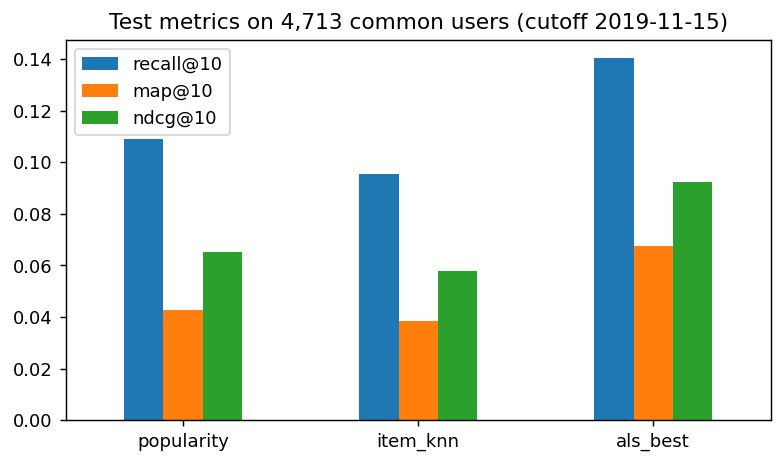 Test metrics on 4,713 common users (cutoff 2019-11-15)
0.14
0.12
0.10
0.08
0.06
0.04
0.02
0.00
recall@10
map@10
ndcg@10
popularity
item_knn
als_best